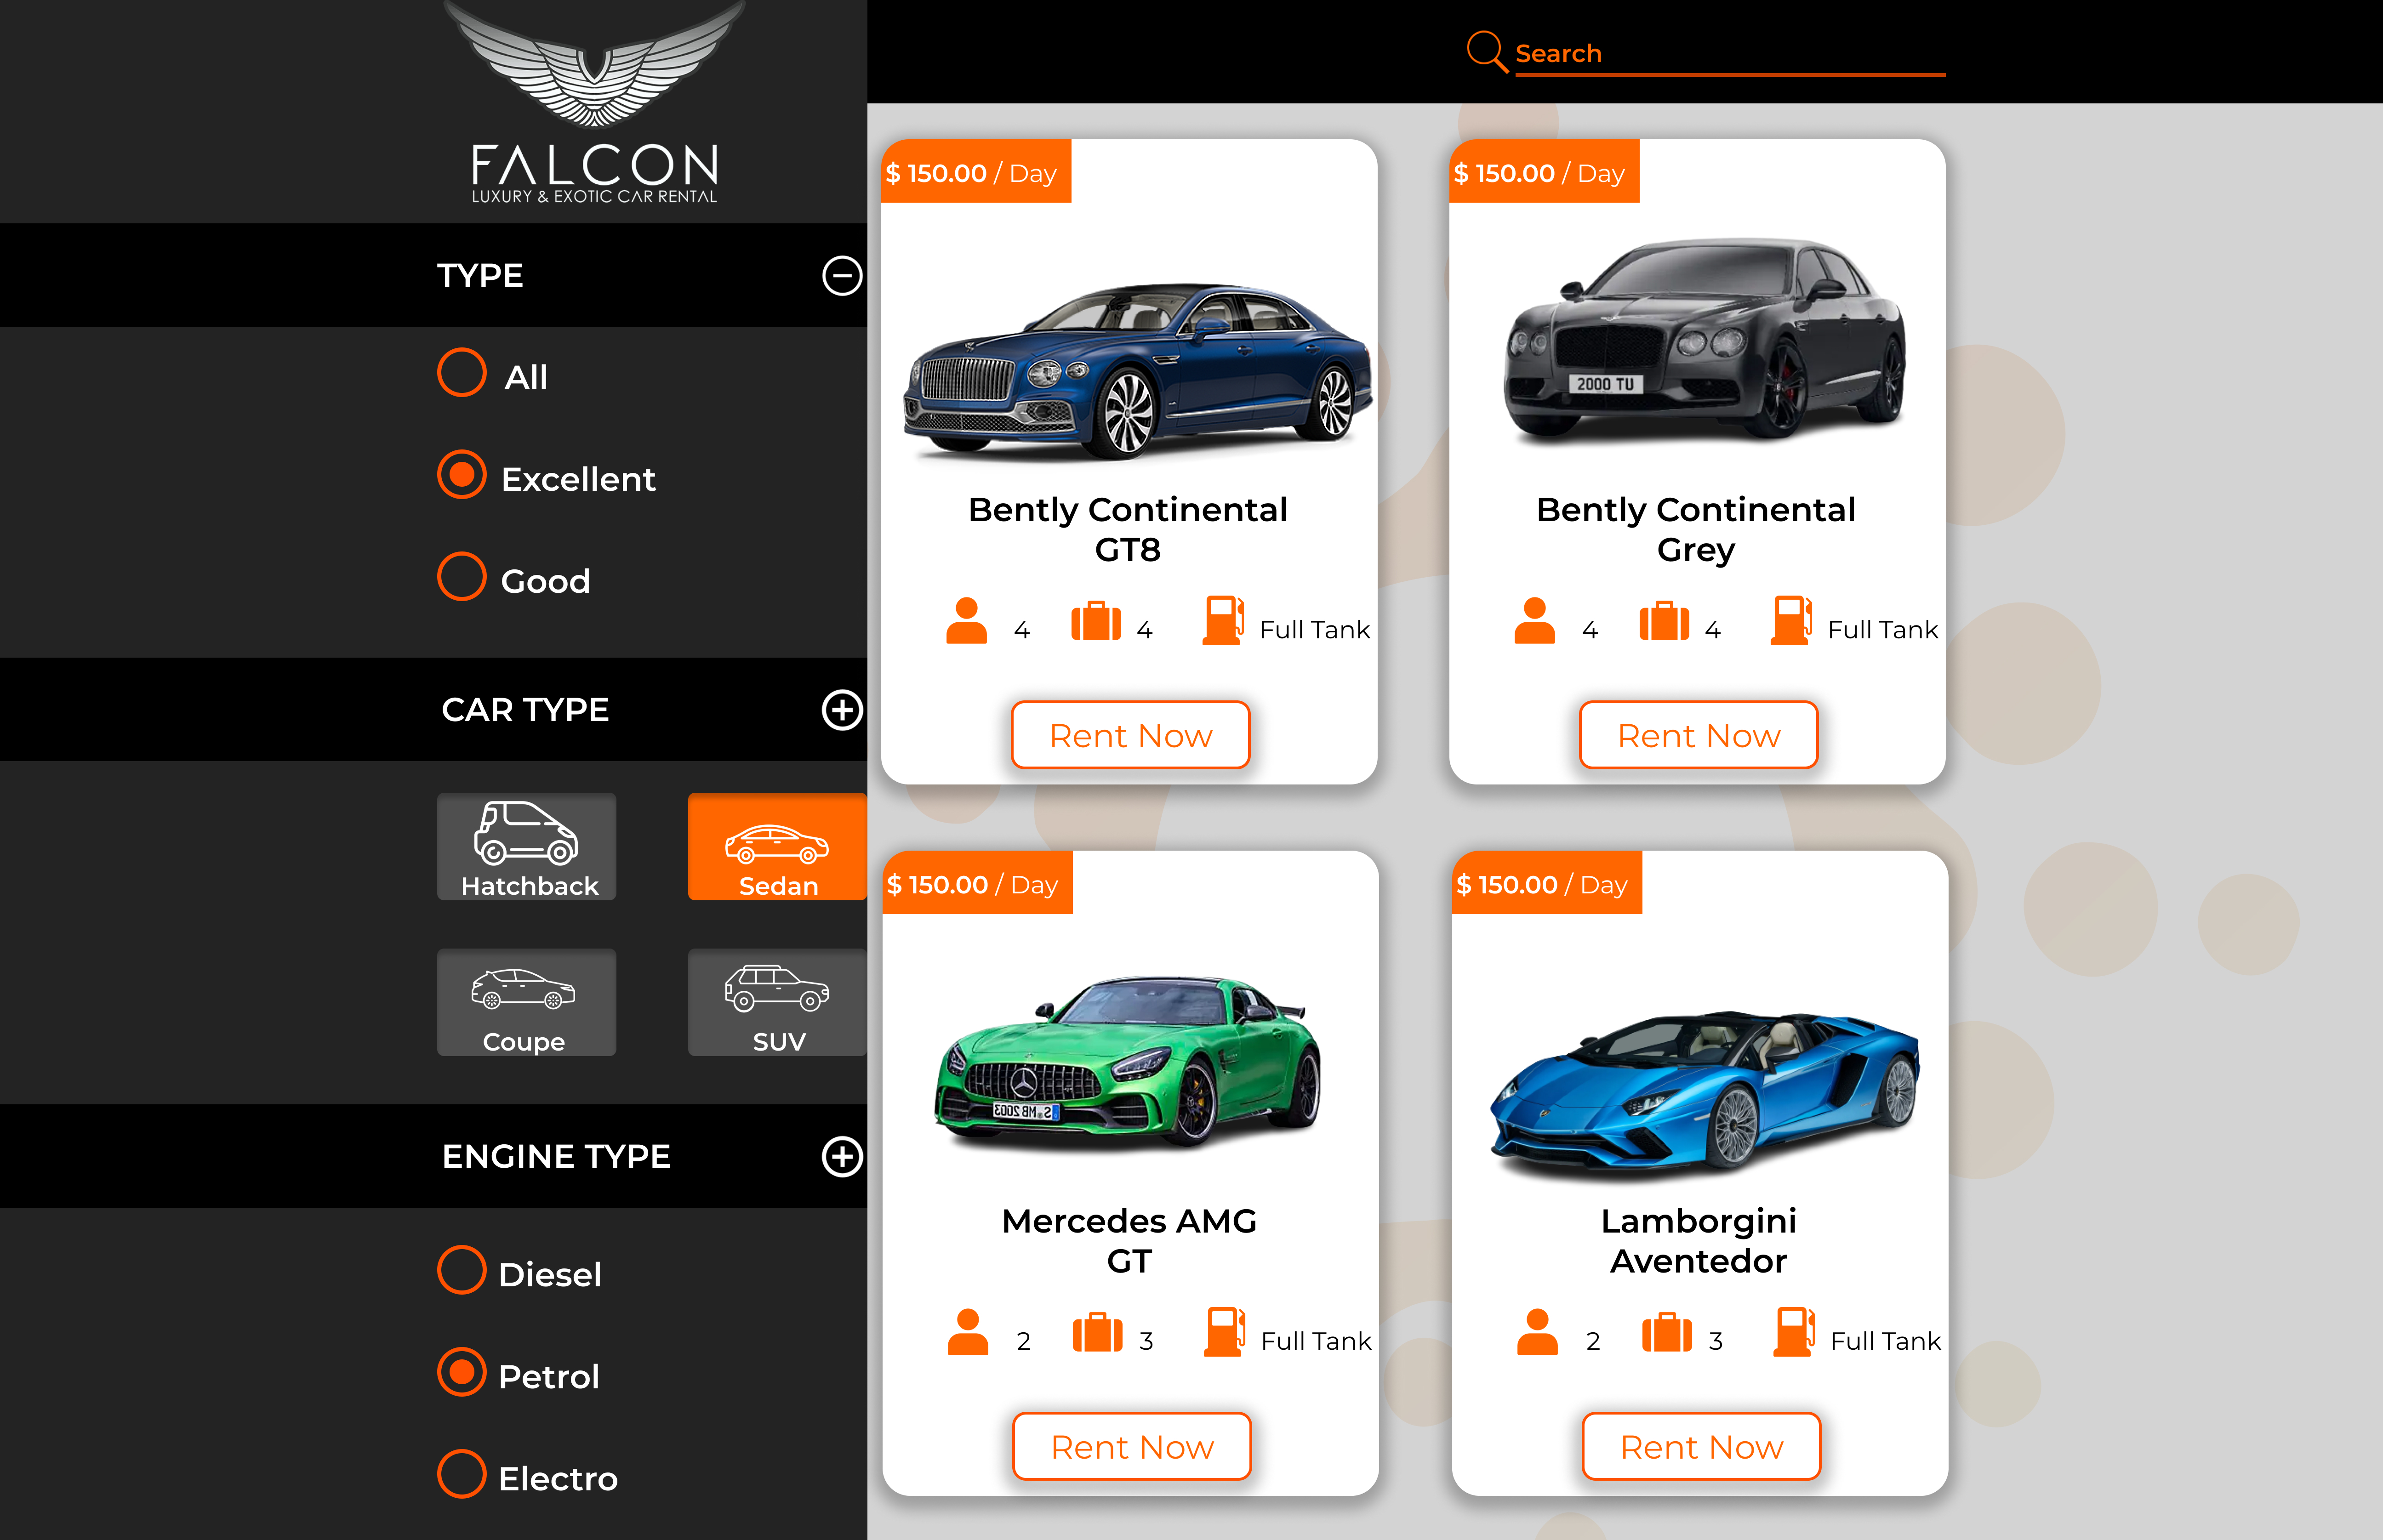 FALCON
LUXURY & EXOTIC CAR RENTAL
TYPE
All
Excellent
Good
CAR TYPE
Hatchback
Sedan
Coupe
SUV
ENGINE TYPE
Diesel
Petrol
Electro
Search
$ 150.00 / Day
2000 TU
Bently Continental
GT8
4
4
Full Tank
Rent Now
$ 150.00 / Day
Bently Continental
Grey
4
4
Full Tank
Rent Now
$ 150.00 / Day
Mercedes AMG
GT
2
3
Full Tank
Rent Now
$ 150.00 / Day
Lamborgini
Aventedor
2
3
Full Tank
Rent Now